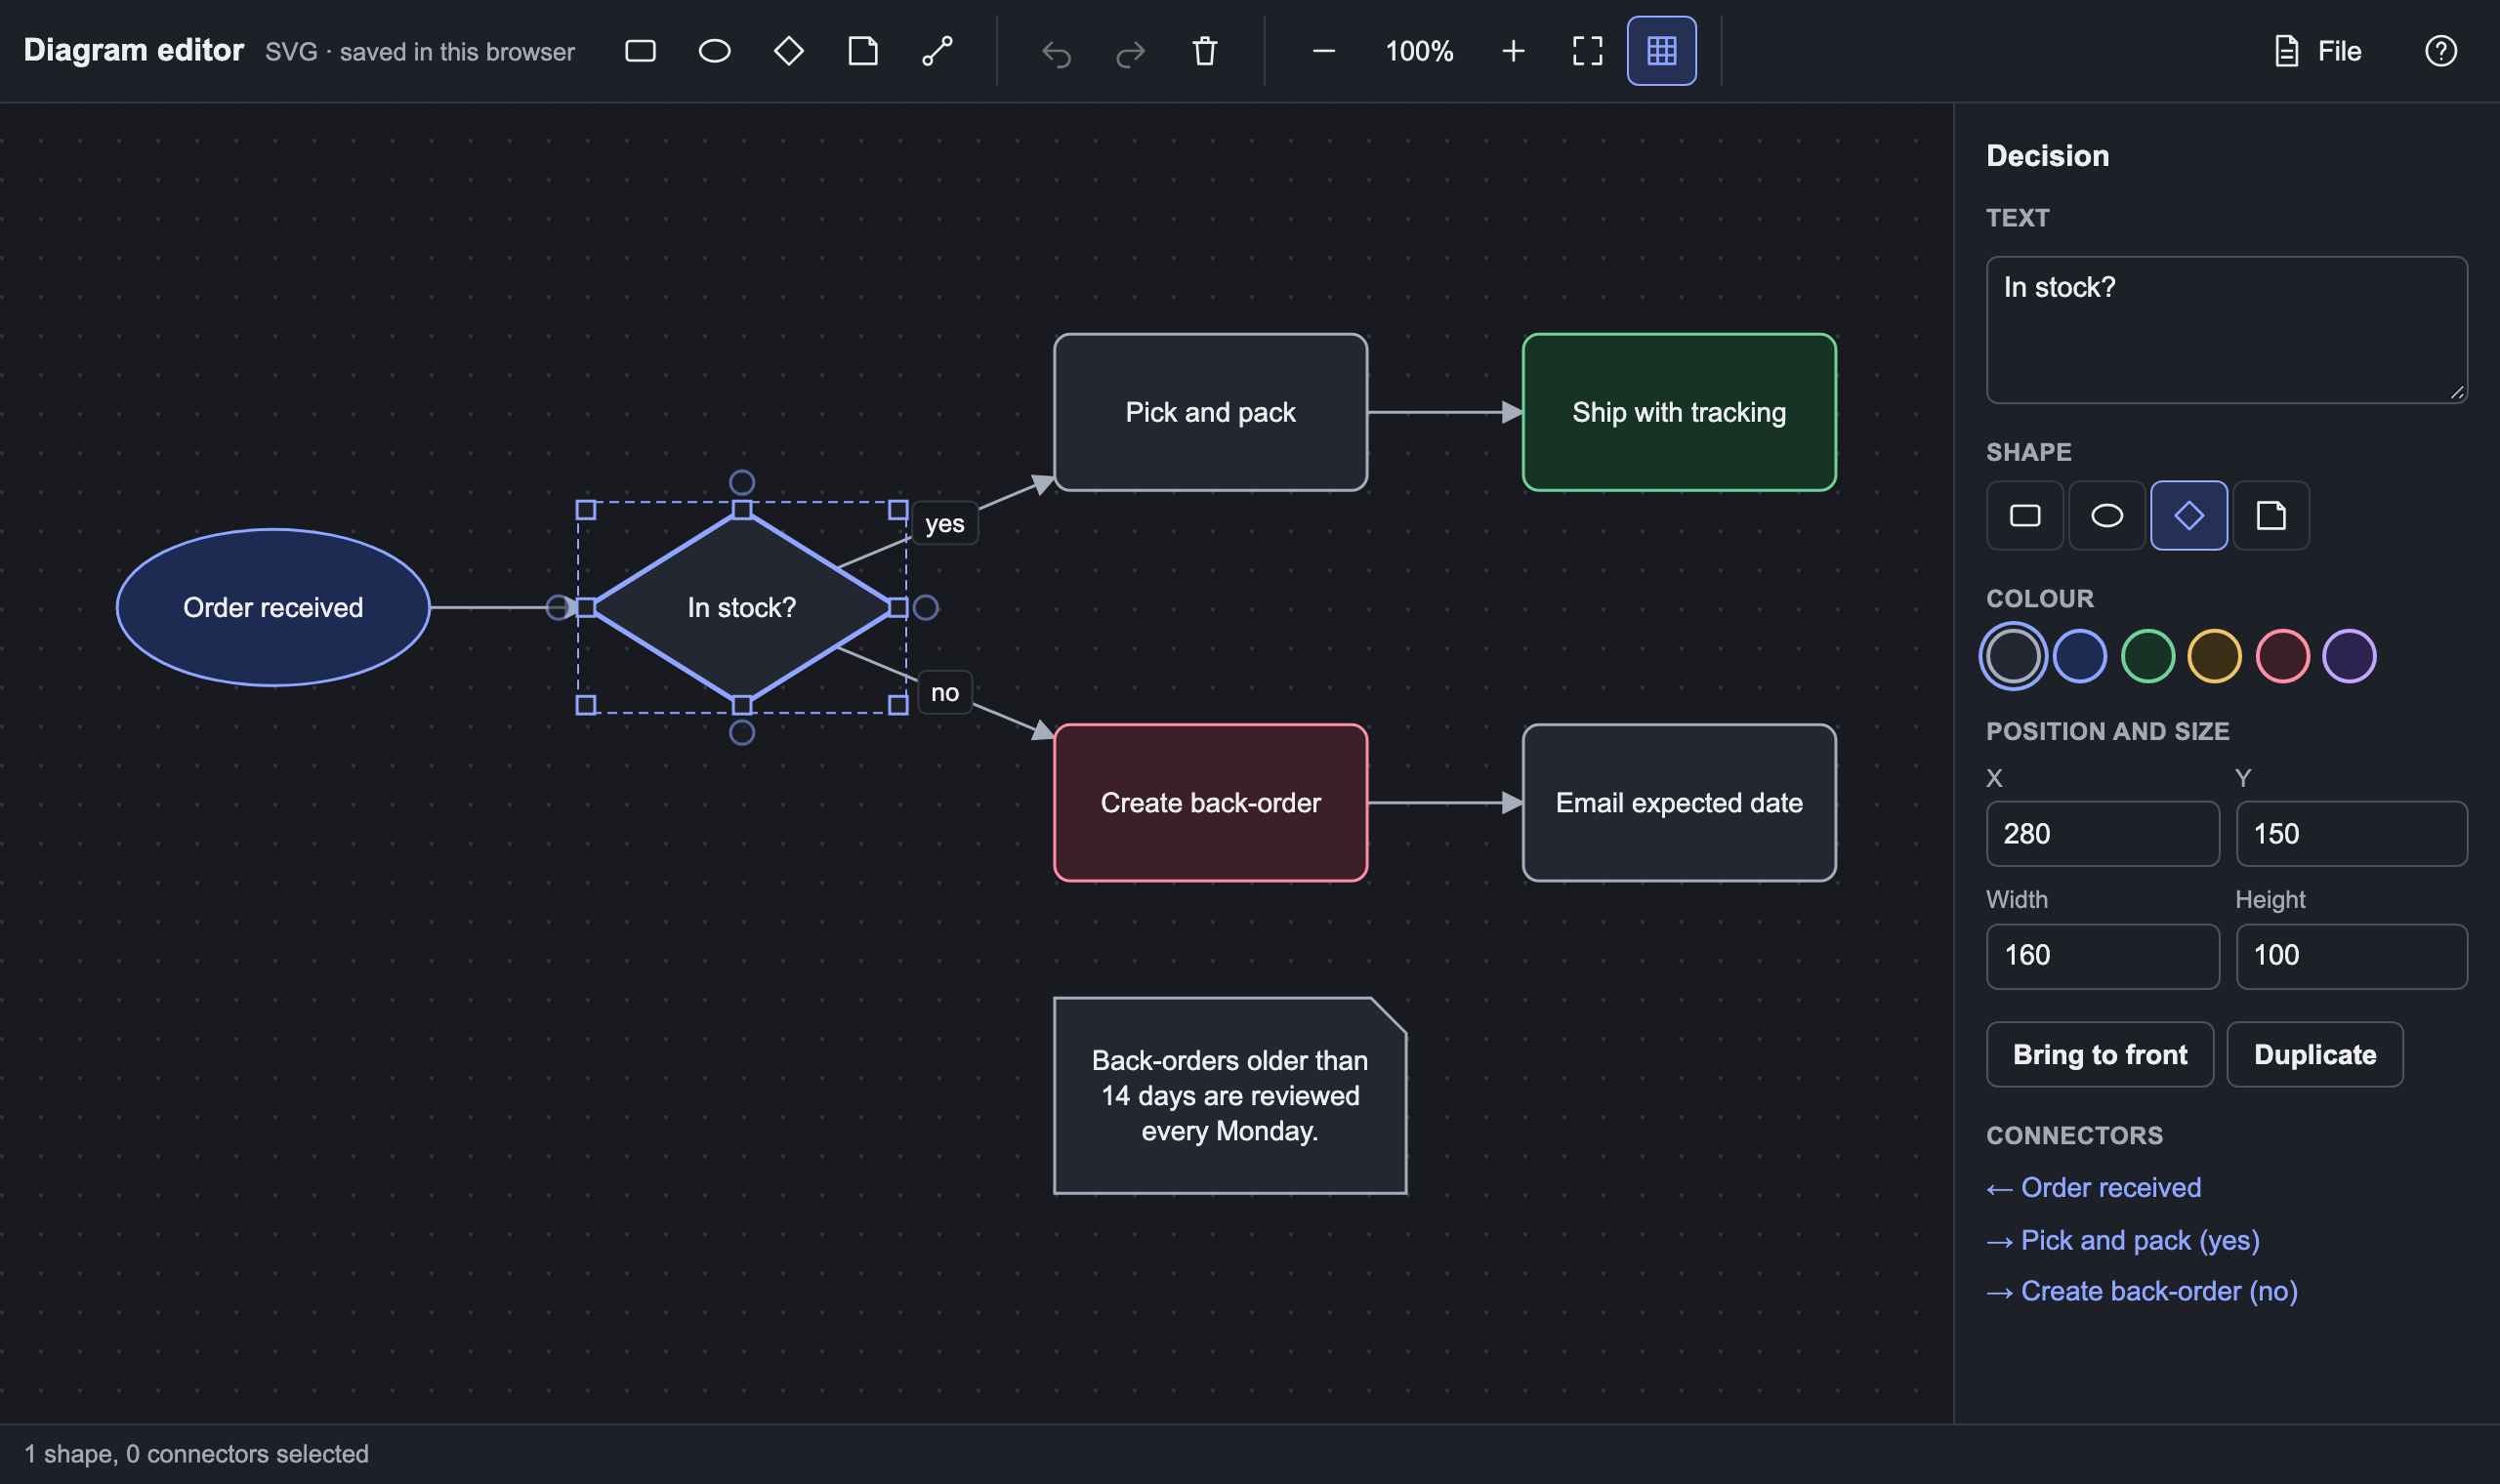 Diagram editor SVG · saved in this browser 100% File
Order received
In stock?
yes
no
Pick and pack
Ship with tracking
Create back-order
Email expected date
Back-orders older than
14 days are reviewed
every Monday.
Decision
TEXT
In stock?
SHAPE
COLOUR
POSITION AND SIZE
X Y
280 150
Width Height
160 100
Bring to front Duplicate
CONNECTORS
← Order received
→ Pick and pack (yes)
→ Create back-order (no)
1 shape, 0 connectors selected